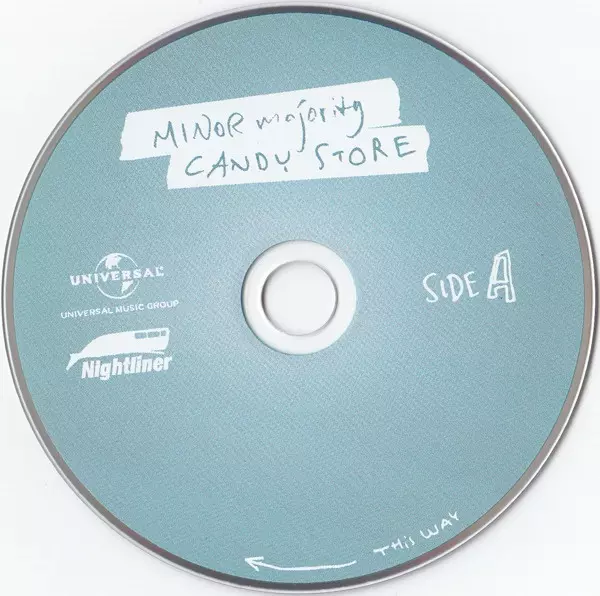 MINOR majority
CANDY STORE
UNIVERSAL
UNIVERSAL MUSIC GROUP
SIDE A
Nightliner
THiS WAY